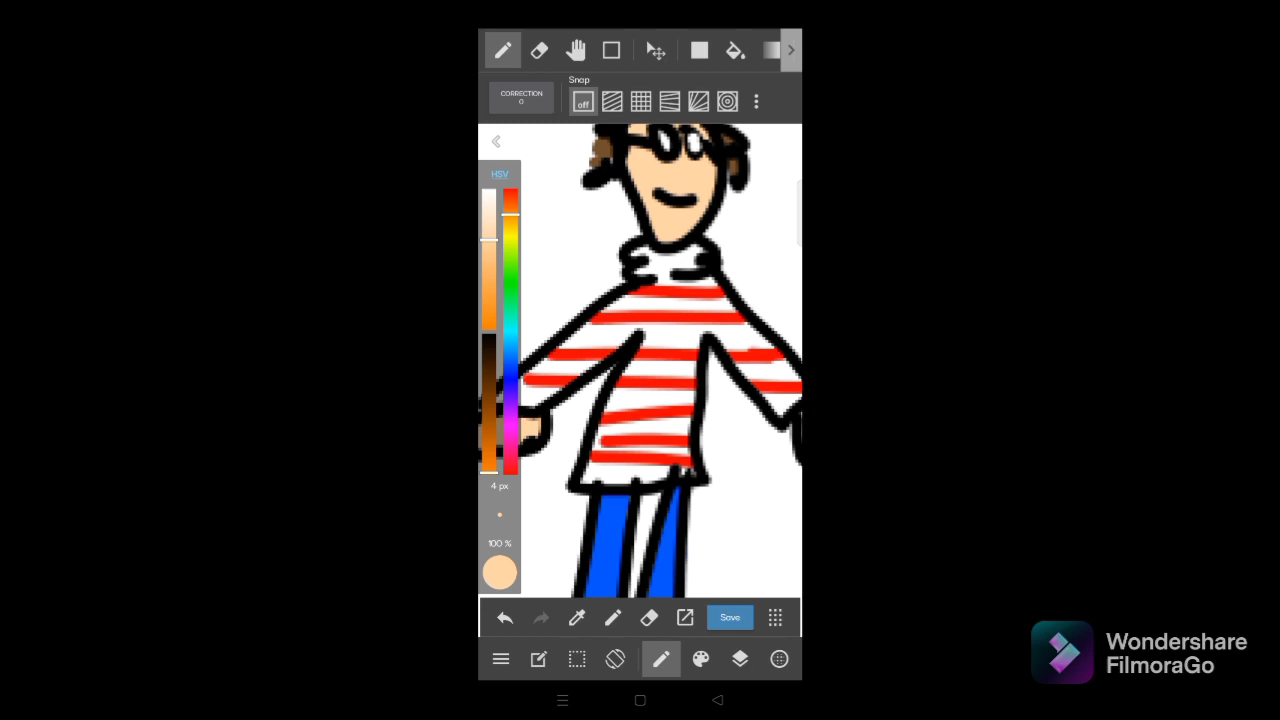 Snap
CORRECTION
0
off
HSV
4 px
100 %
Save
Wondershare
FilmoraGo